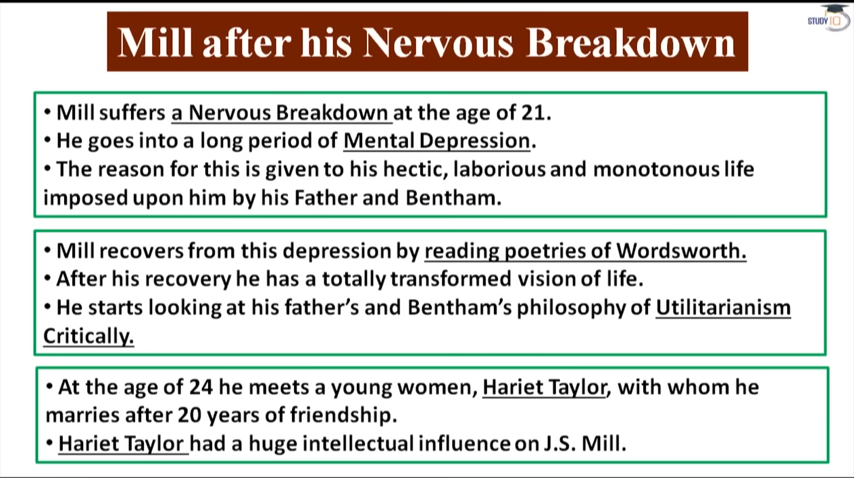 STUDY IQ
Mill after his Nervous Breakdown
• Mill suffers a Nervous Breakdown at the age of 21.
• He goes into a long period of Mental Depression.
• The reason for this is given to his hectic, laborious and monotonous life
imposed upon him by his Father and Bentham.
• Mill recovers from this depression by reading poetries of Wordsworth.
• After his recovery he has a totally transformed vision of life.
• He starts looking at his father’s and Bentham’s philosophy of Utilitarianism
Critically.
• At the age of 24 he meets a young women, Hariet Taylor, with whom he
marries after 20 years of friendship.
• Hariet Taylor had a huge intellectual influence on J.S. Mill.